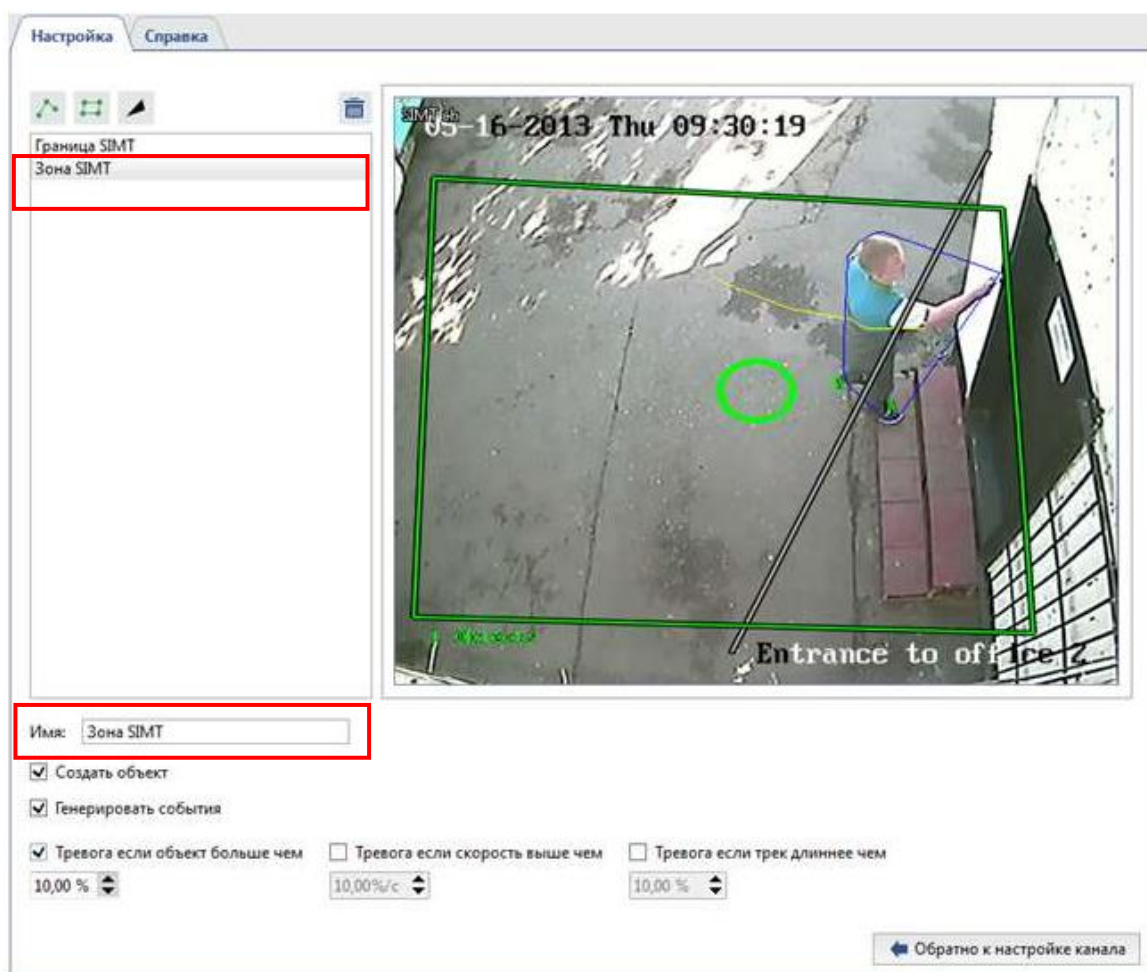 Настройка Справка
Граница SIMT
Зона SIMT
05-16-2013 Thu 09:30:19
Entrance to office 2
Имя: Зона SIMT
Создать объект
Генерировать события
Тревога если объект больше чем Тревога если скорость выше чем Тревога если трек длиннее чем
10,00 % 10,00%/с 10,00 %
Обратно к настройке канала